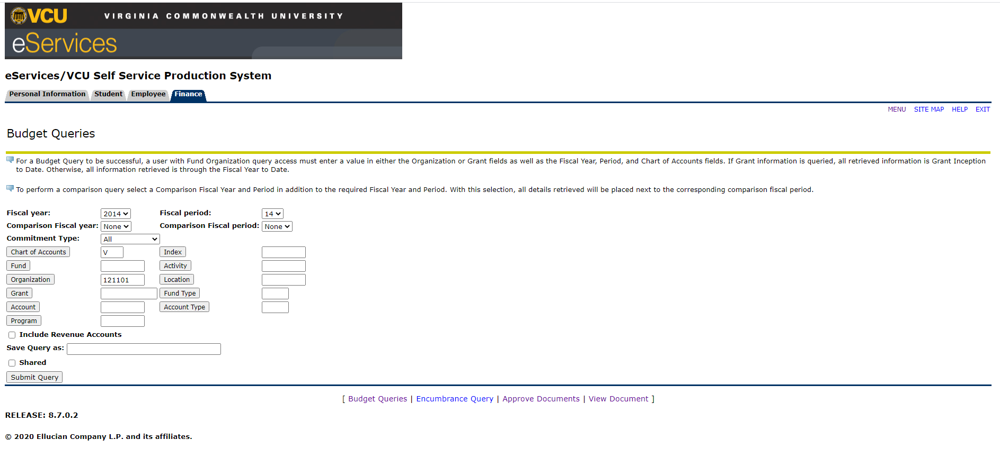 VCU VIRGINIA COMMONWEALTH UNIVERSITY
eServices
eServices/VCU Self Service Production System
Personal Information Student Employee Finance
MENU SITE MAP HELP EXIT
Budget Queries
For a Budget Query to be successful, a user with Fund Organization query access must enter a value in either the Organization or Grant fields as well as the Fiscal Year, Period, and Chart of Accounts fields. If Grant information is queried, all retrieved information is Grant Inception
to Date. Otherwise, all information retrieved is through the Fiscal Year to Date.
To perform a comparison query select a Comparison Fiscal Year and Period in addition to the required Fiscal Year and Period. With this selection, all details retrieved will be placed next to the corresponding comparison fiscal period.
Fiscal year: 2014 Fiscal period: 14
Comparison Fiscal year: None Comparison Fiscal period: None
Commitment Type: All
Chart of Accounts V Index
Fund Activity
Organization 121101 Location
Grant Fund Type
Account Account Type
Program
Include Revenue Accounts
Save Query as:
Shared
Submit Query
[ Budget Queries | Encumbrance Query | Approve Documents | View Document ]
RELEASE: 8.7.0.2
© 2020 Ellucian Company L.P. and its affiliates.